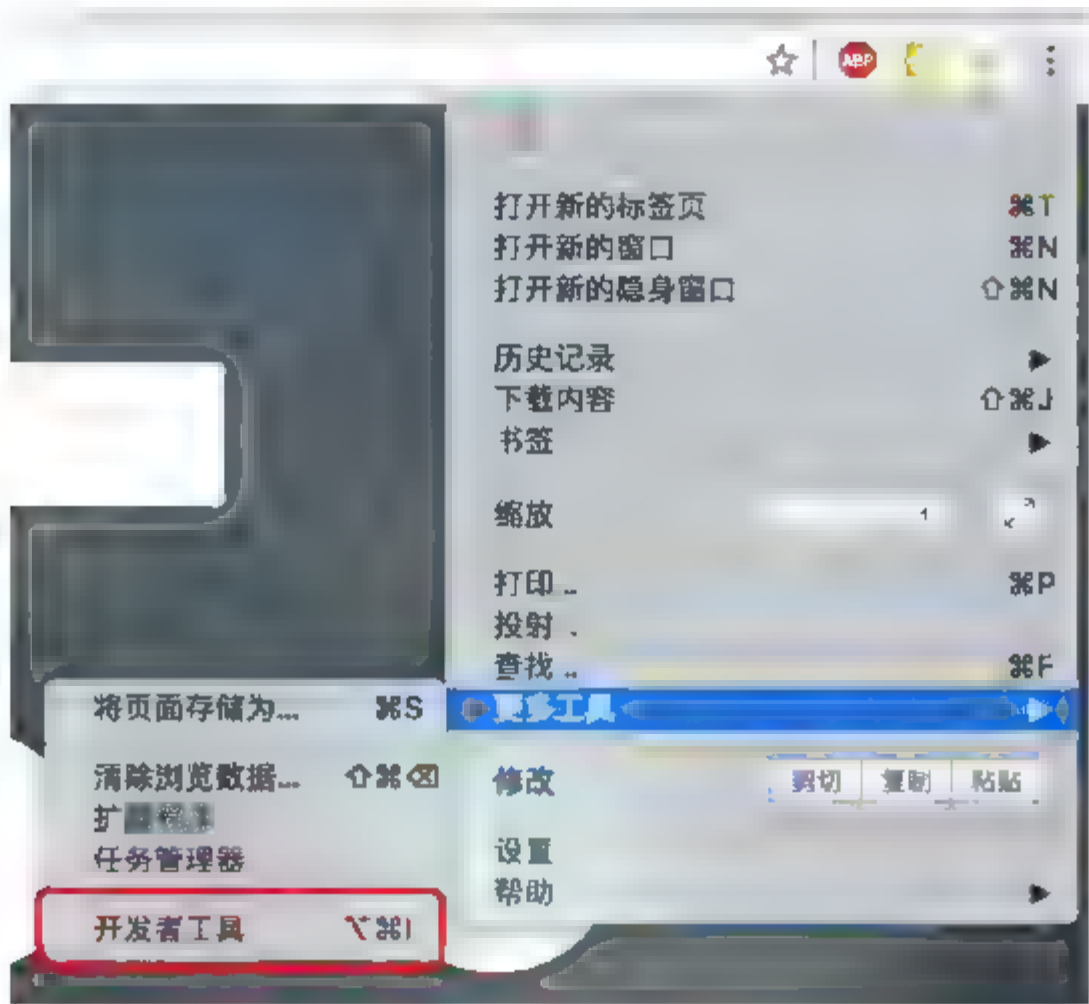 ABP
打开新的标签页 ⌘T
打开新的窗口 ⌘N
打开新的隐身窗口 ⇧⌘N
历史记录 ▶
下载内容 ⇧⌘J
书签 ▶
缩放
打印...
⌘P
投射
查找...
⌘F
将页面存储为... ⌘S
更多工具 ▶
清除浏览数据... ⇧⌘⌫
修改 剪切 复制 粘贴
扩
任务管理器
设置
帮助 ▶
开发者工具 ⌥⌘I